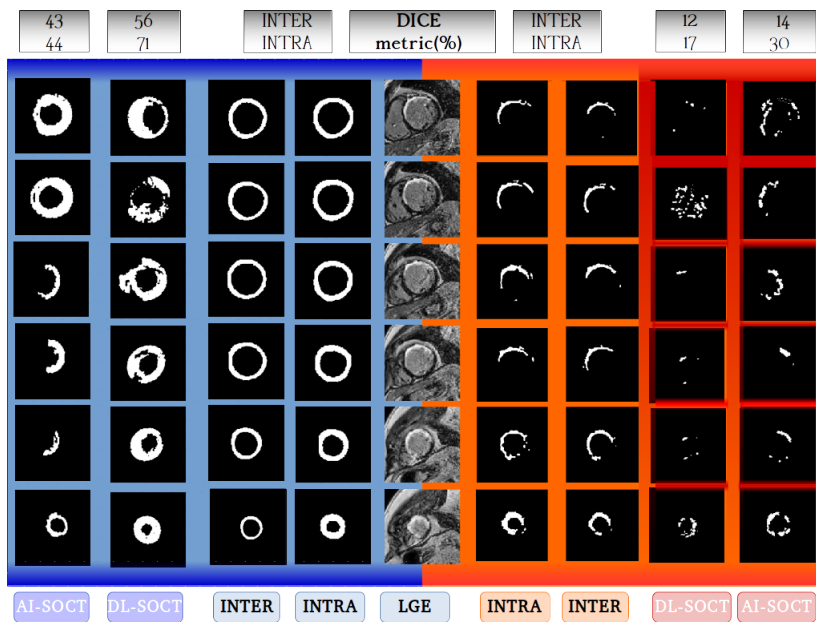 43 56 INTER DICE INTER 12 14
44 71 INTRA metric(%) INTRA 17 30
AI-SOCT DL-SOCT INTER INTRA LGE INTRA INTER DL-SOCT AI-SOCT